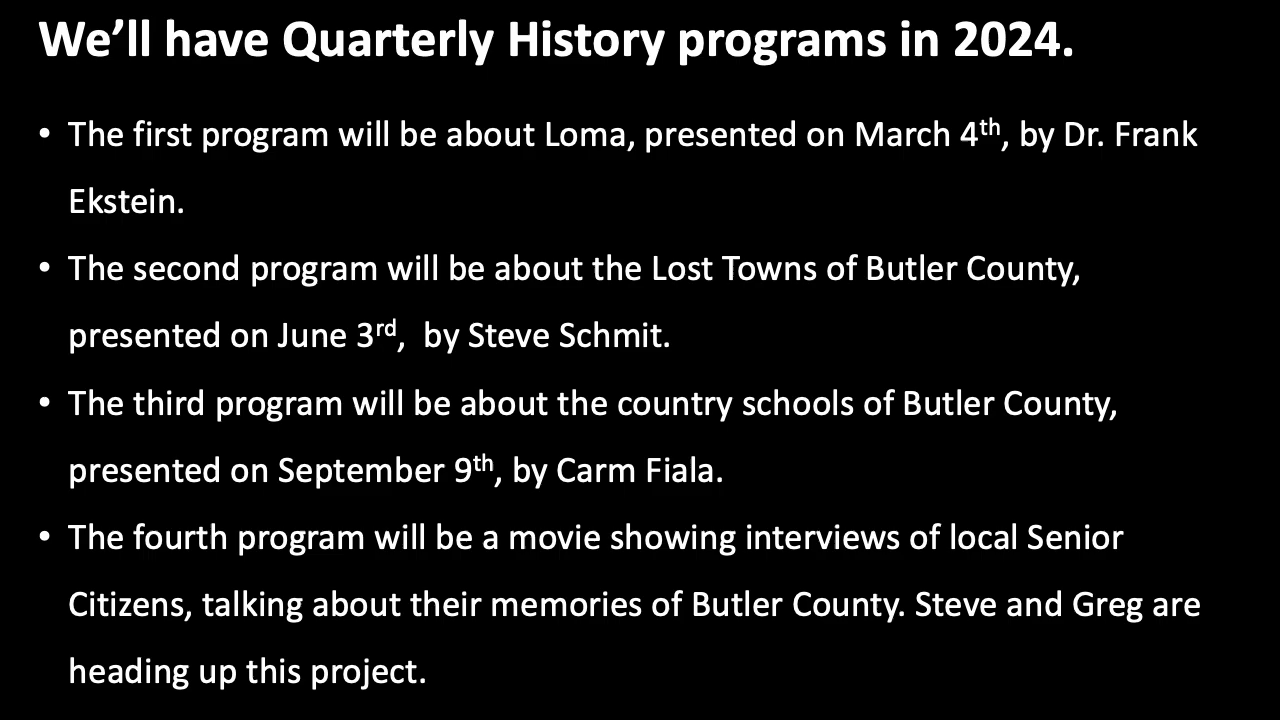 We’ll have Quarterly History programs in 2024.
• The first program will be about Loma, presented on March 4th, by Dr. Frank
Ekstein.
• The second program will be about the Lost Towns of Butler County,
presented on June 3rd,  by Steve Schmit.
• The third program will be about the country schools of Butler County,
presented on September 9th, by Carm Fiala.
• The fourth program will be a movie showing interviews of local Senior
Citizens, talking about their memories of Butler County. Steve and Greg are
heading up this project.